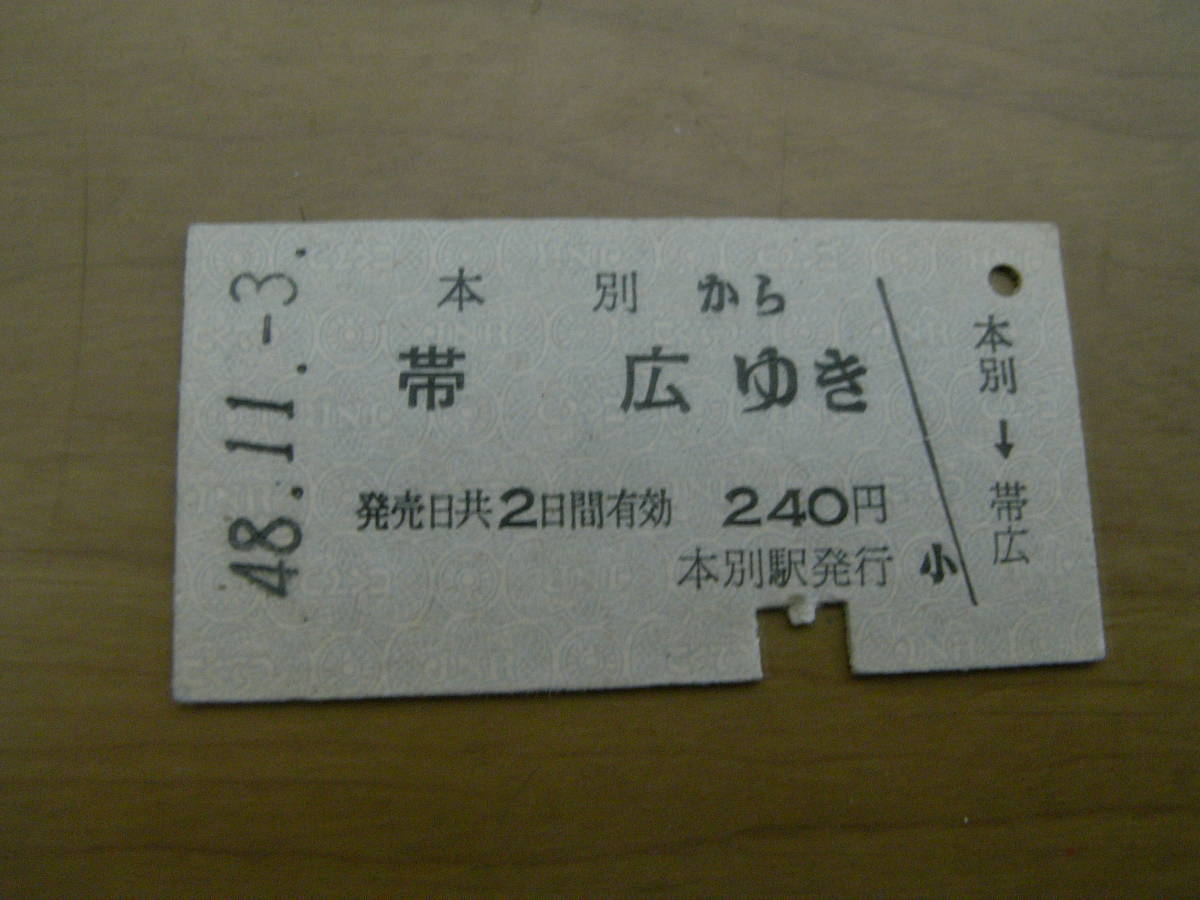 48.11.-3.
本別から
帯広ゆき
発売日共2日間有効 240円
本別駅発行 小
本別→帯広